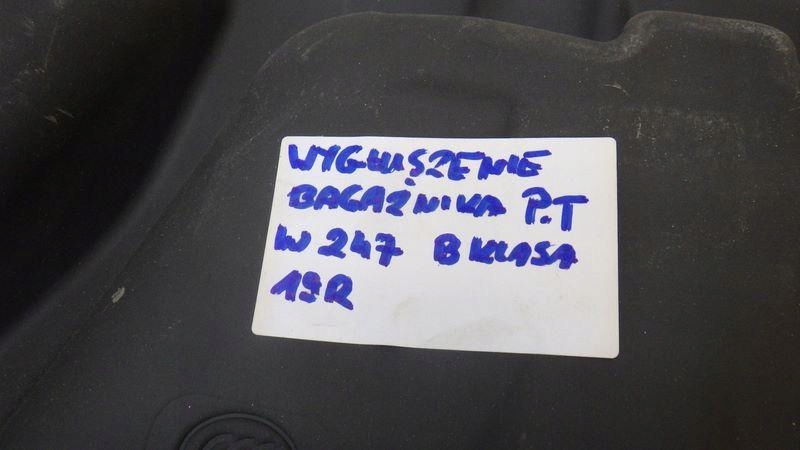 WYGŁUSZENIE
BAGAŻNIKA P.T
W 247 B KLASA
19R